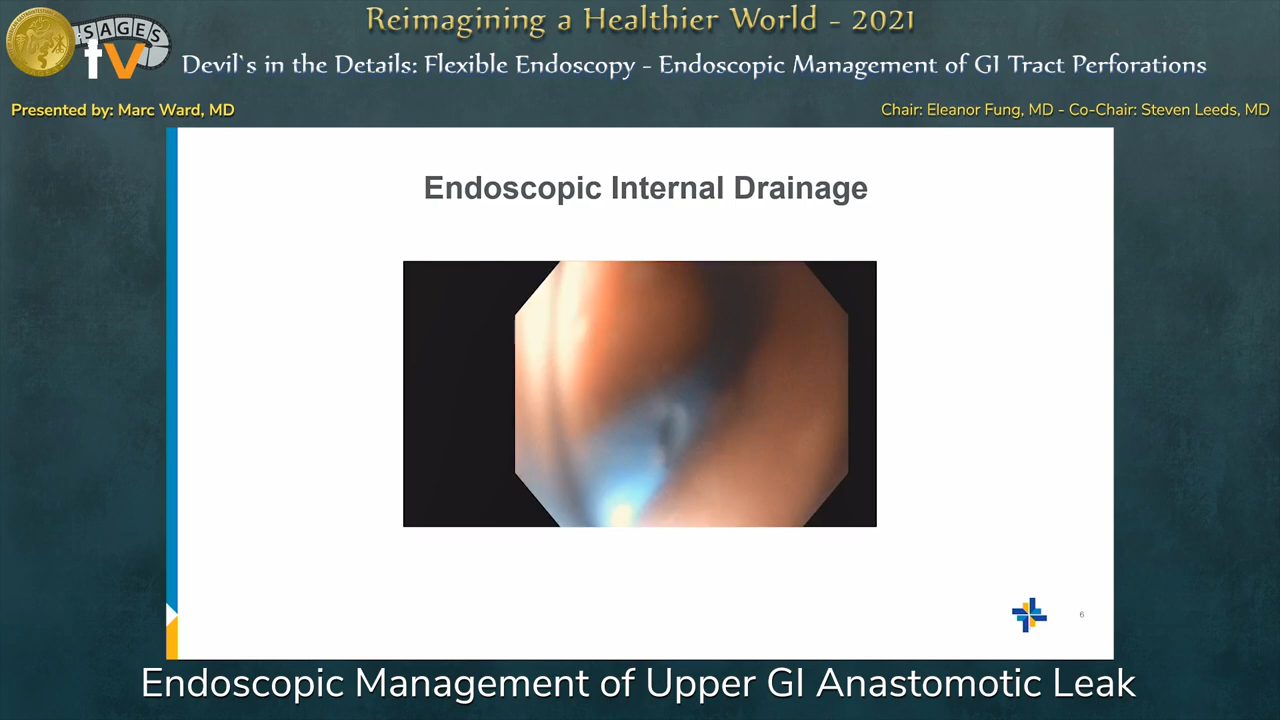 Reimagining a Healthier World - 2021
SAGES
tv
Devil`s in the Details: Flexible Endoscopy - Endoscopic Management of GI Tract Perforations
Presented by: Marc Ward, MD
Chair: Eleanor Fung, MD - Co-Chair: Steven Leeds, MD
Endoscopic Internal Drainage
6
Endoscopic Management of Upper GI Anastomotic Leak